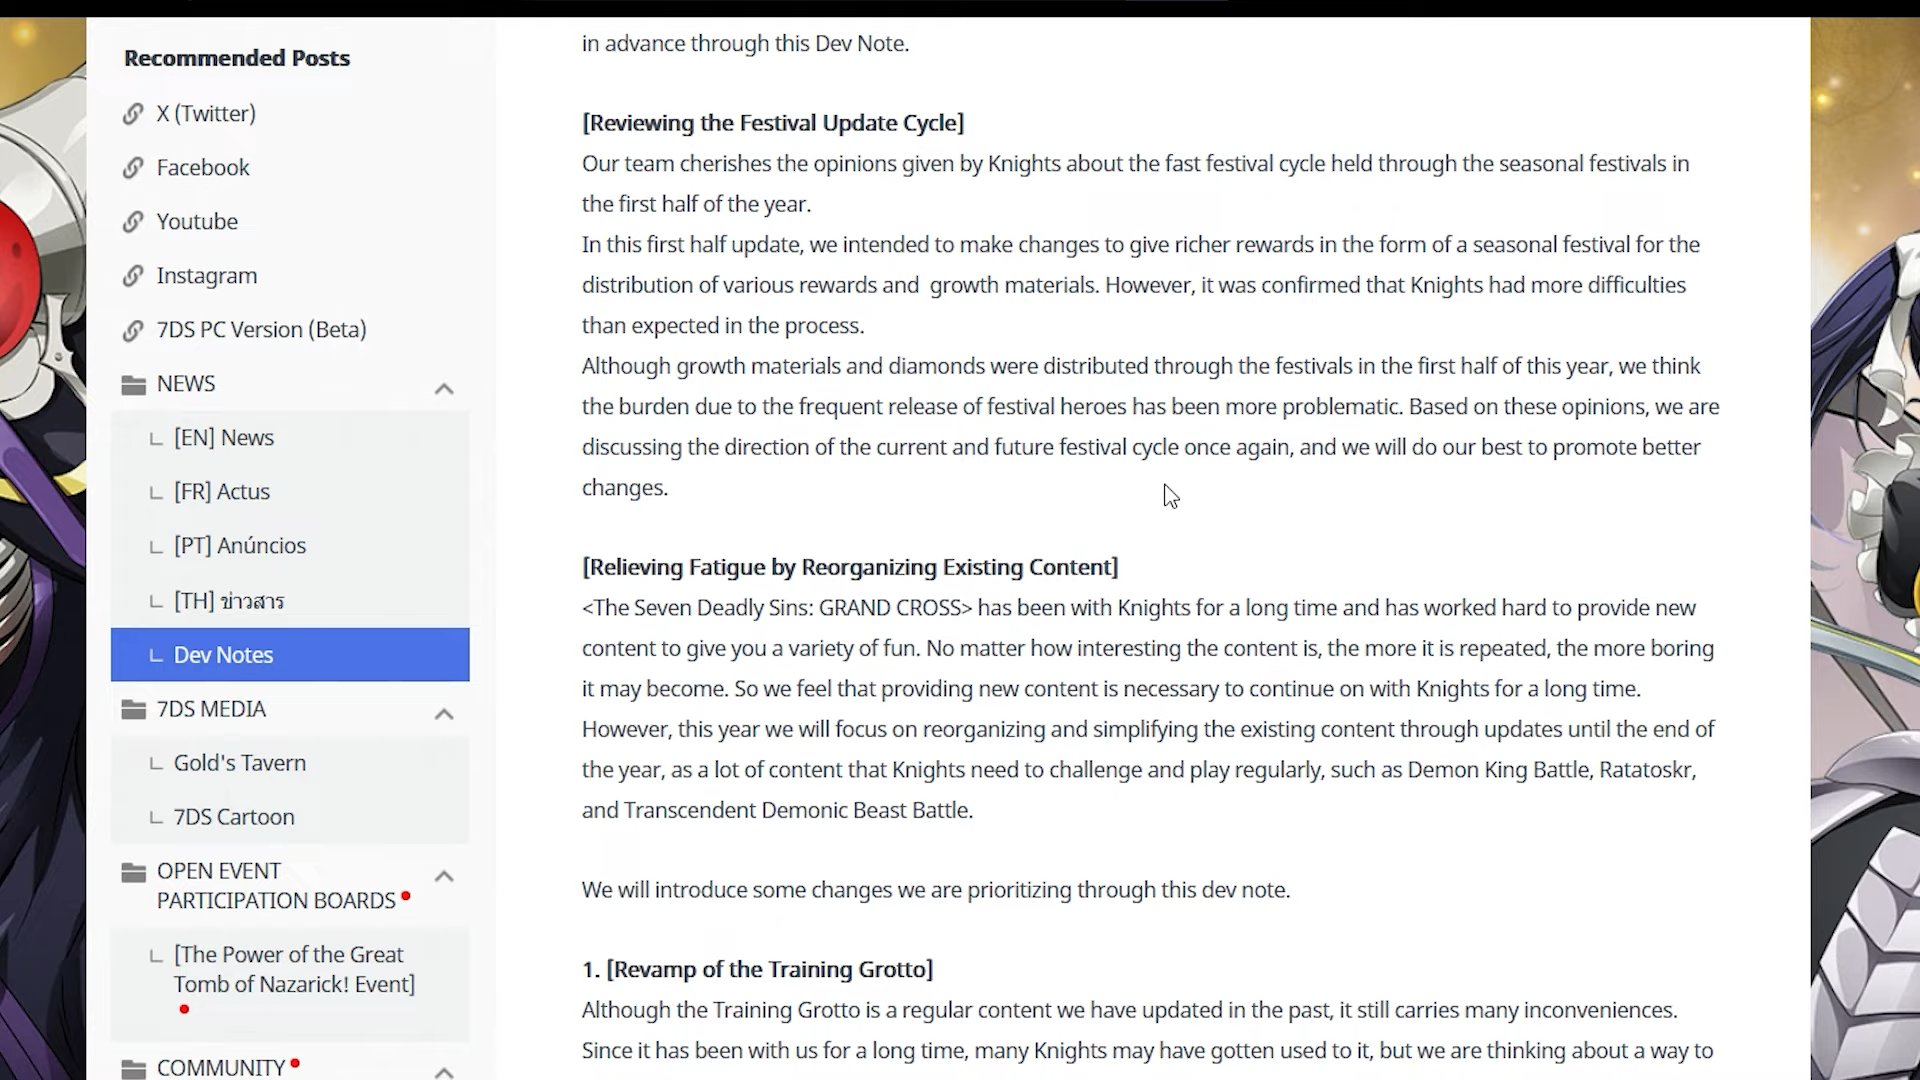 Recommended Posts
X (Twitter)
Facebook
Youtube
Instagram
7DS PC Version (Beta)
NEWS
[EN] News
[FR] Actus
[PT] Anúncios
[TH] ข่าวสาร
Dev Notes
7DS MEDIA
Gold's Tavern
7DS Cartoon
OPEN EVENT
PARTICIPATION BOARDS
[The Power of the Great
Tomb of Nazarick! Event]
COMMUNITY
in advance through this Dev Note.
[Reviewing the Festival Update Cycle]
Our team cherishes the opinions given by Knights about the fast festival cycle held through the seasonal festivals in
the first half of the year.
In this first half update, we intended to make changes to give richer rewards in the form of a seasonal festival for the
distribution of various rewards and  growth materials. However, it was confirmed that Knights had more difficulties
than expected in the process.
Although growth materials and diamonds were distributed through the festivals in the first half of this year, we think
the burden due to the frequent release of festival heroes has been more problematic. Based on these opinions, we are
discussing the direction of the current and future festival cycle once again, and we will do our best to promote better
changes.
[Relieving Fatigue by Reorganizing Existing Content]
<The Seven Deadly Sins: GRAND CROSS> has been with Knights for a long time and has worked hard to provide new
content to give you a variety of fun. No matter how interesting the content is, the more it is repeated, the more boring
it may become. So we feel that providing new content is necessary to continue on with Knights for a long time.
However, this year we will focus on reorganizing and simplifying the existing content through updates until the end of
the year, as a lot of content that Knights need to challenge and play regularly, such as Demon King Battle, Ratatoskr,
and Transcendent Demonic Beast Battle.
We will introduce some changes we are prioritizing through this dev note.
1. [Revamp of the Training Grotto]
Although the Training Grotto is a regular content we have updated in the past, it still carries many inconveniences.
Since it has been with us for a long time, many Knights may have gotten used to it, but we are thinking about a way to